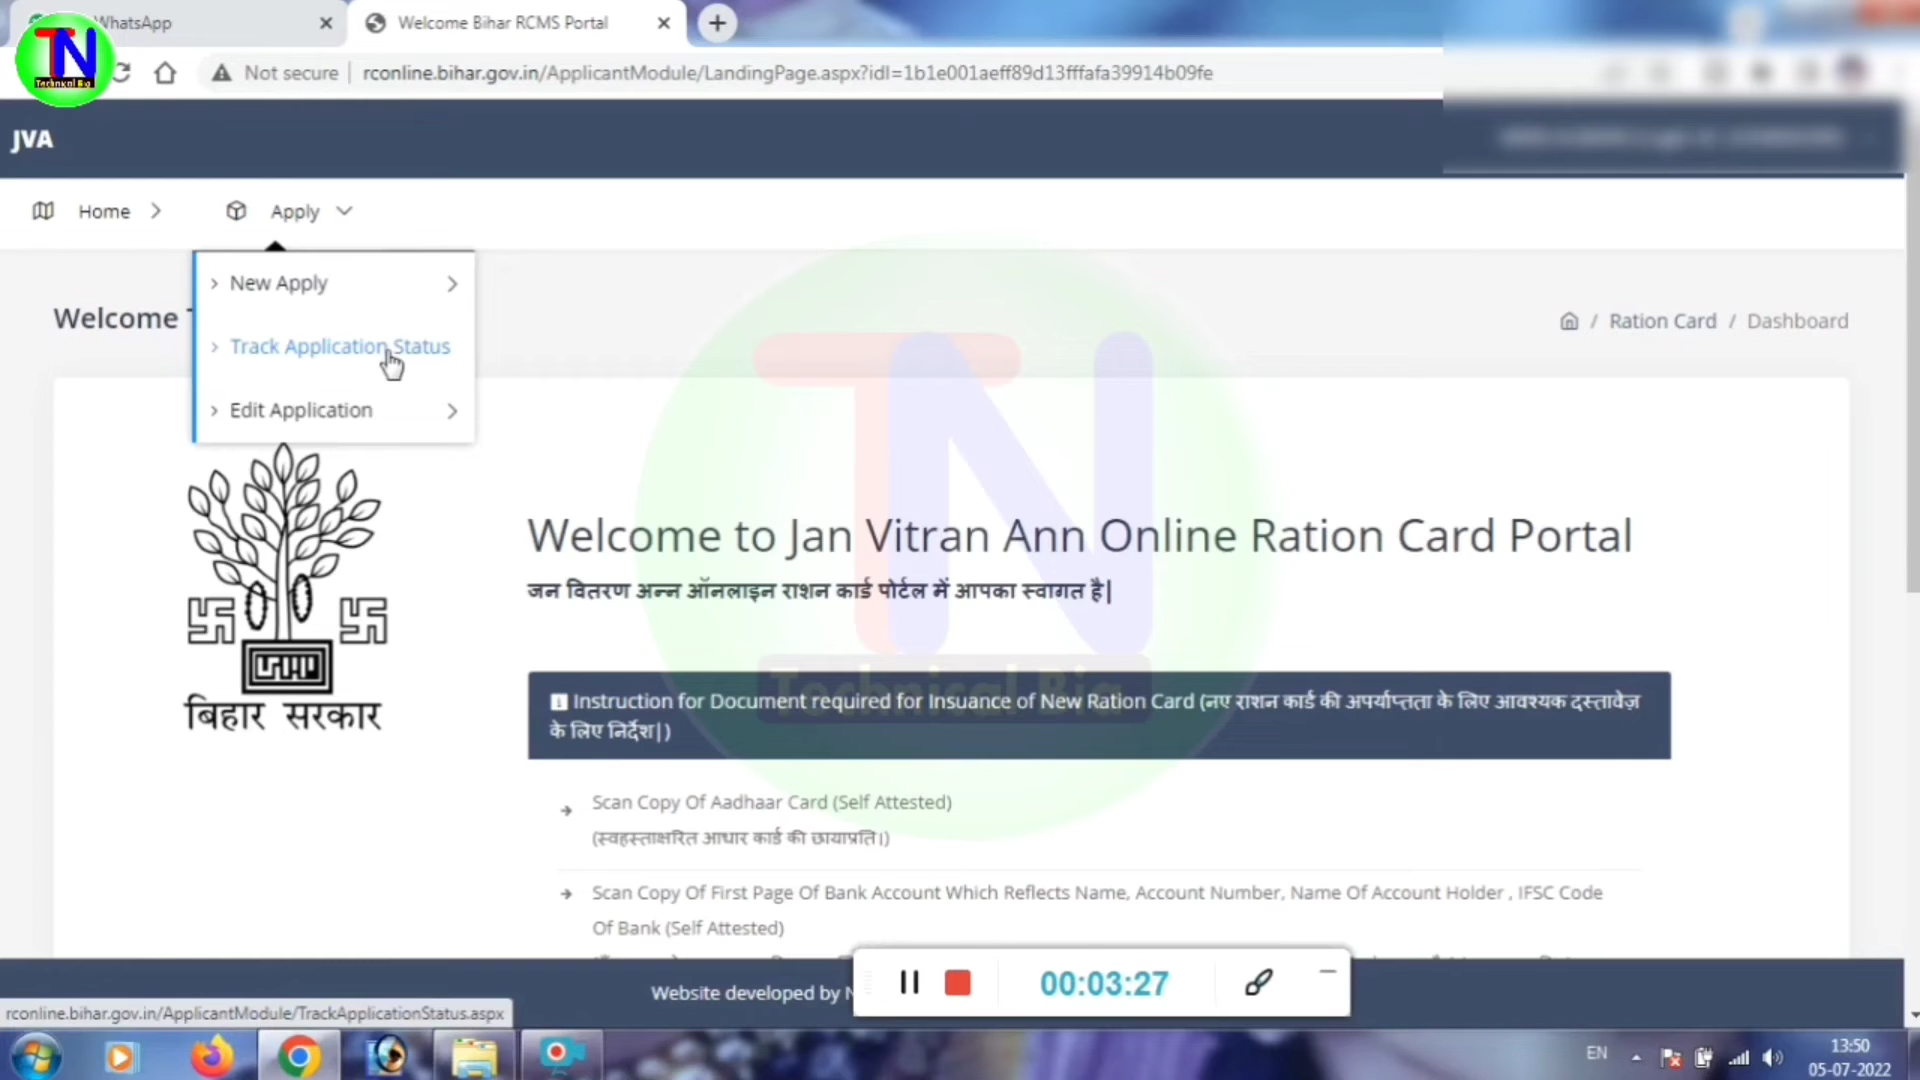 WhatsApp
Welcome Bihar RCMS Portal
TN
Technical Big
Not secure
rconline.bihar.gov.in/ApplicantModule/LandingPage.aspx?idl=1b1e001aeff89d13fffafa39914b09fe
JVA
Home
Apply
New Apply
Track Application Status
Edit Application
Welcome
Ration Card / Dashboard
बिहार सरकार
Welcome to Jan Vitran Ann Online Ration Card Portal
जन वितरण अन्न ऑनलाइन राशन कार्ड पोर्टल में आपका स्वागत है|
TN
Instruction for Document required for Insuance of New Ration Card (नए राशन कार्ड की अपर्याप्तता के लिए आवश्यक दस्तावेज़
के लिए निर्देश|)
Scan Copy Of Aadhaar Card (Self Attested)
(स्वहस्ताक्षरित आधार कार्ड की छायाप्रति।)
Scan Copy Of First Page Of Bank Account Which Reflects Name, Account Number, Name Of Account Holder , IFSC Code
Of Bank (Self Attested)
Website developed by
00:03:27
rconline.bihar.gov.in/ApplicantModule/TrackApplicationStatus.aspx
EN
13:50
05-07-2022